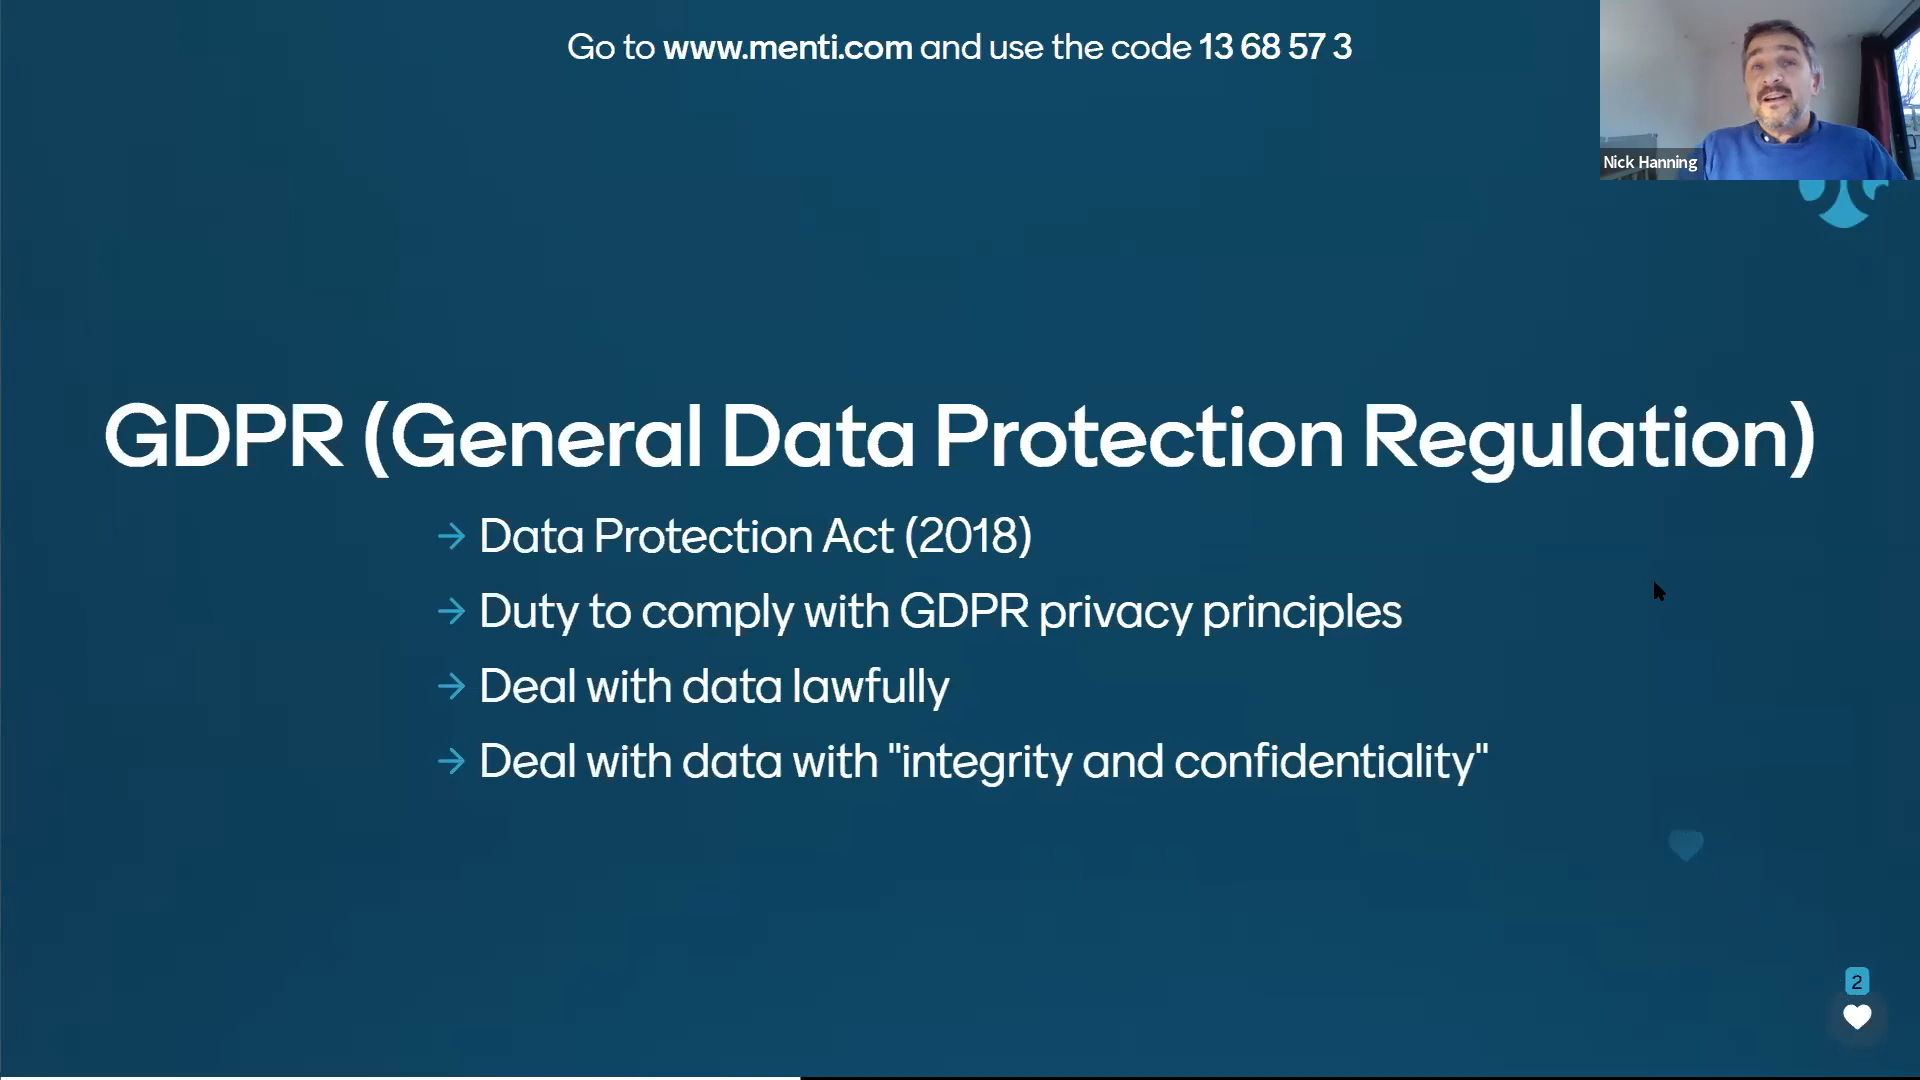 Go to www.menti.com and use the code 13 68 57 3
Nick Hanning
GDPR (General Data Protection Regulation)
→ Data Protection Act (2018)
→ Duty to comply with GDPR privacy principles
→ Deal with data lawfully
→ Deal with data with "integrity and confidentiality"
2